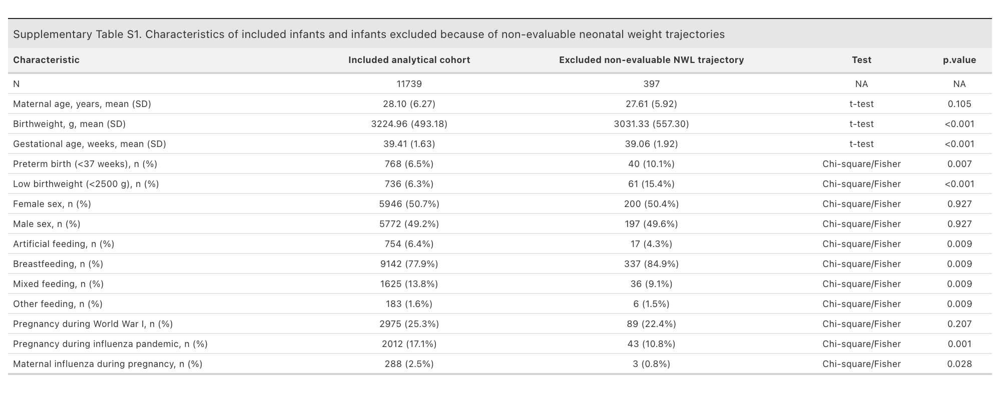 Supplementary Table S1. Characteristics of included infants and infants excluded because of non-evaluable neonatal weight trajectories
Characteristic Included analytical cohort Excluded non-evaluable NWL trajectory Test p.value
N 11739 397 NA NA
Maternal age, years, mean (SD) 28.10 (6.27) 27.61 (5.92) t-test 0.105
Birthweight, g, mean (SD) 3224.96 (493.18) 3031.33 (557.30) t-test <0.001
Gestational age, weeks, mean (SD) 39.41 (1.63) 39.06 (1.92) t-test <0.001
Preterm birth (<37 weeks), n (%) 768 (6.5%) 40 (10.1%) Chi-square/Fisher 0.007
Low birthweight (<2500 g), n (%) 736 (6.3%) 61 (15.4%) Chi-square/Fisher <0.001
Female sex, n (%) 5946 (50.7%) 200 (50.4%) Chi-square/Fisher 0.927
Male sex, n (%) 5772 (49.2%) 197 (49.6%) Chi-square/Fisher 0.927
Artificial feeding, n (%) 754 (6.4%) 17 (4.3%) Chi-square/Fisher 0.009
Breastfeeding, n (%) 9142 (77.9%) 337 (84.9%) Chi-square/Fisher 0.009
Mixed feeding, n (%) 1625 (13.8%) 36 (9.1%) Chi-square/Fisher 0.009
Other feeding, n (%) 183 (1.6%) 6 (1.5%) Chi-square/Fisher 0.009
Pregnancy during World War I, n (%) 2975 (25.3%) 89 (22.4%) Chi-square/Fisher 0.207
Pregnancy during influenza pandemic, n (%) 2012 (17.1%) 43 (10.8%) Chi-square/Fisher 0.001
Maternal influenza during pregnancy, n (%) 288 (2.5%) 3 (0.8%) Chi-square/Fisher 0.028